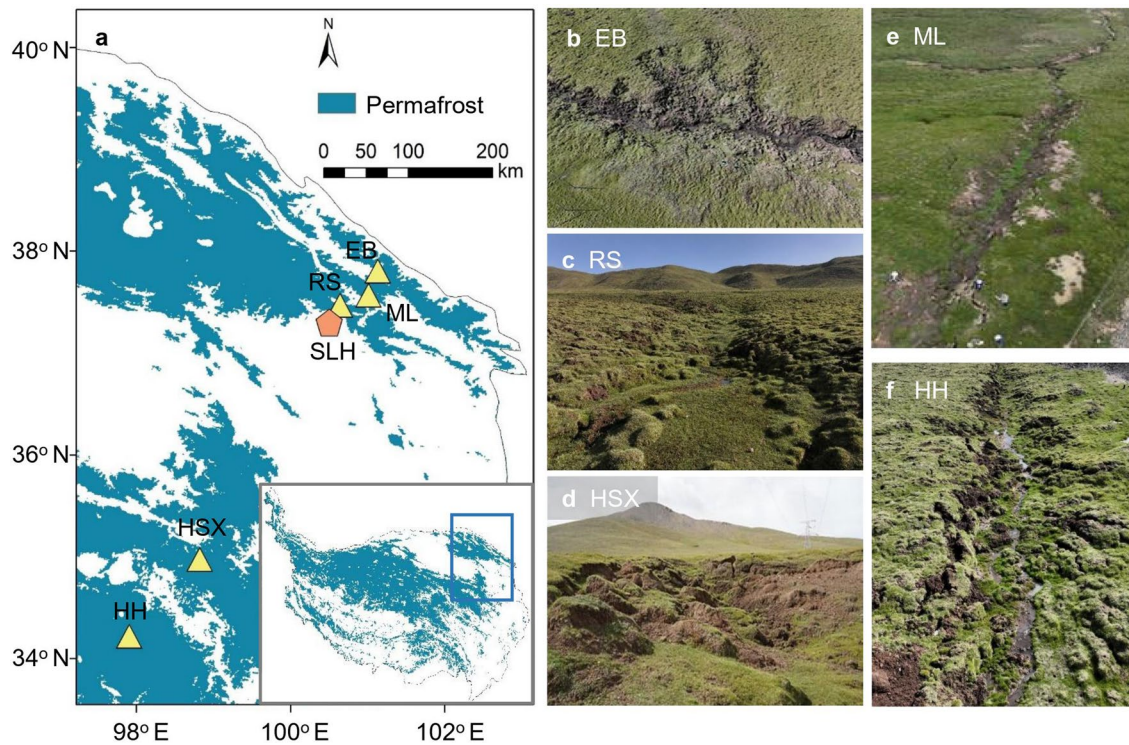 a
N
Permafrost
0 50 100 200
km
40° N
38° N
36° N
34° N
98° E
100° E
102° E
EB
RS
ML
SLH
HSX
HH
b EB
c RS
d HSX
e ML
f HH